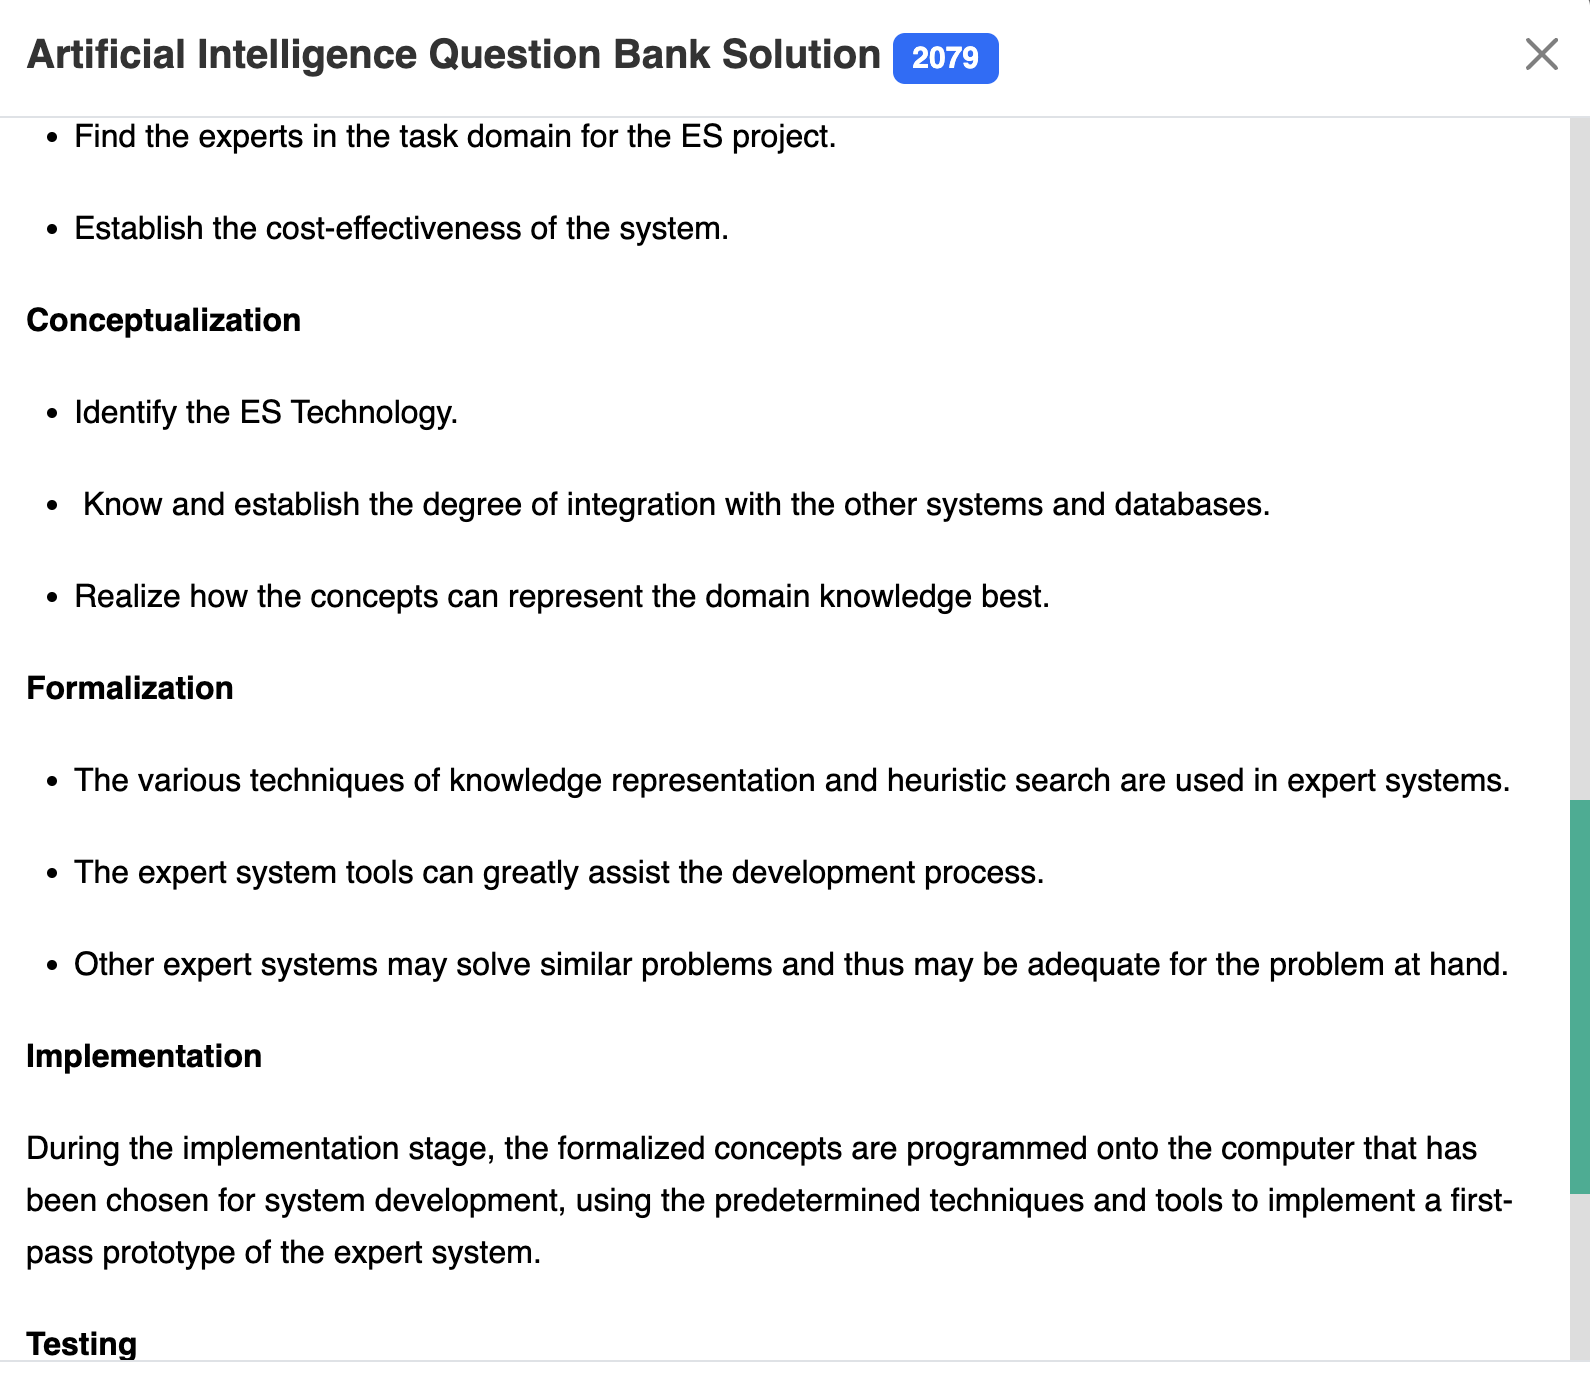 Artificial Intelligence Question Bank Solution 2079
• Find the experts in the task domain for the ES project.
• Establish the cost-effectiveness of the system.
Conceptualization
• Identify the ES Technology.
• Know and establish the degree of integration with the other systems and databases.
• Realize how the concepts can represent the domain knowledge best.
Formalization
• The various techniques of knowledge representation and heuristic search are used in expert systems.
• The expert system tools can greatly assist the development process.
• Other expert systems may solve similar problems and thus may be adequate for the problem at hand.
Implementation
During the implementation stage, the formalized concepts are programmed onto the computer that has
been chosen for system development, using the predetermined techniques and tools to implement a first-
pass prototype of the expert system.
Testing